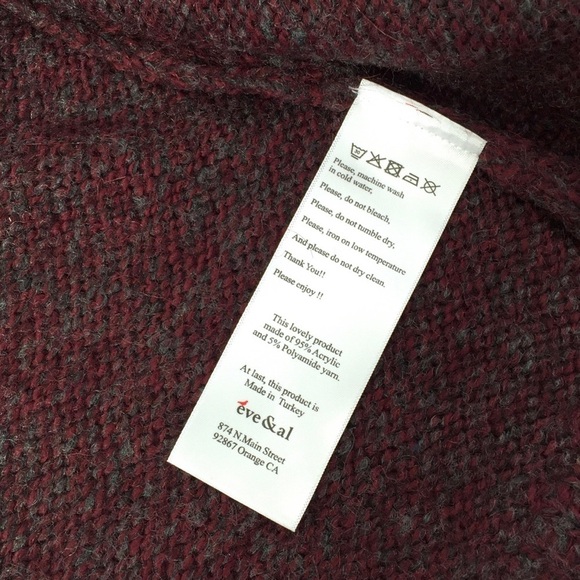 Please, machine wash
in cold water,
Please, do not bleach,
Please, do not tumble dry,
Please, iron on low temperature
And please do not dry clean.
Thank You!!
Please enjoy !!
This lovely product
made of 95% Acrylic
and 5% Polyamide yarn.
At last, this product is
Made in Turkey
eve&al
874 N.Main Street
92867 Orange CA